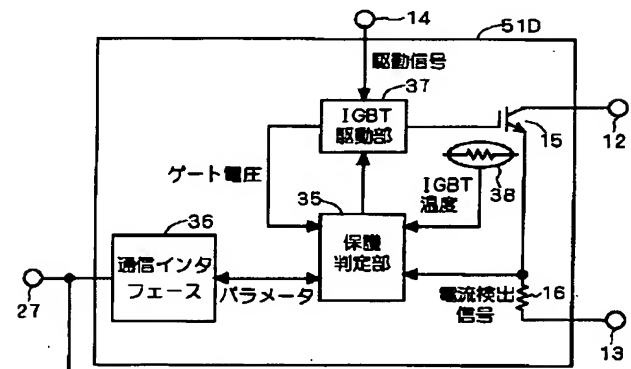 14
51D
駆動信号
37
IGBT
駆動部
15
12
ゲート電圧
IGBT
温度
38
35
保護
判定部
36
通信インタ
フェース
27
パラメータ
電流検出
信号
16
13